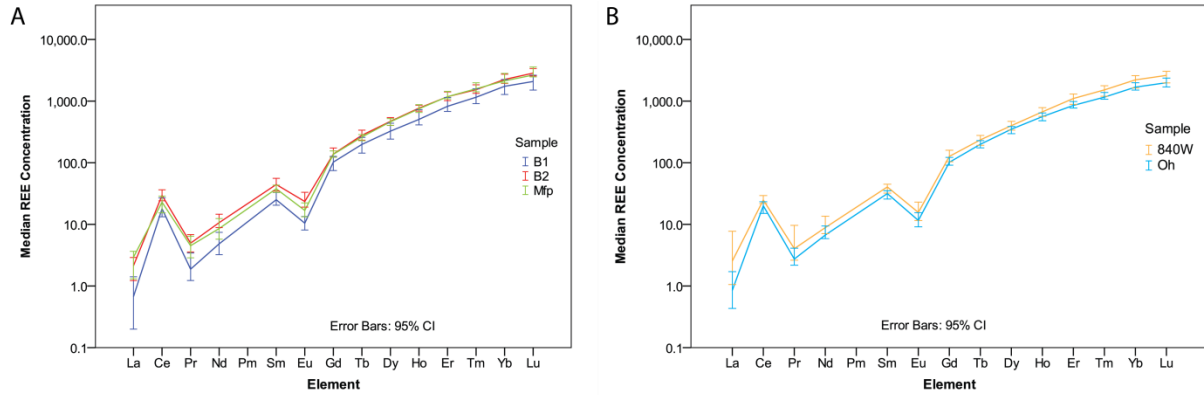 A
Median REE Concentration
10,000.0
1,000.0
100.0
10.0
1.0
0.1
Sample
B1
B2
Mfp
Error Bars: 95% CI
La Ce Pr Nd Pm Sm Eu Gd Tb Dy Ho Er Tm Yb Lu
Element
B
Median REE Concentration
10,000.0
1,000.0
100.0
10.0
1.0
0.1
Sample
840W
Oh
Error Bars: 95% CI
La Ce Pr Nd Pm Sm Eu Gd Tb Dy Ho Er Tm Yb Lu
Element